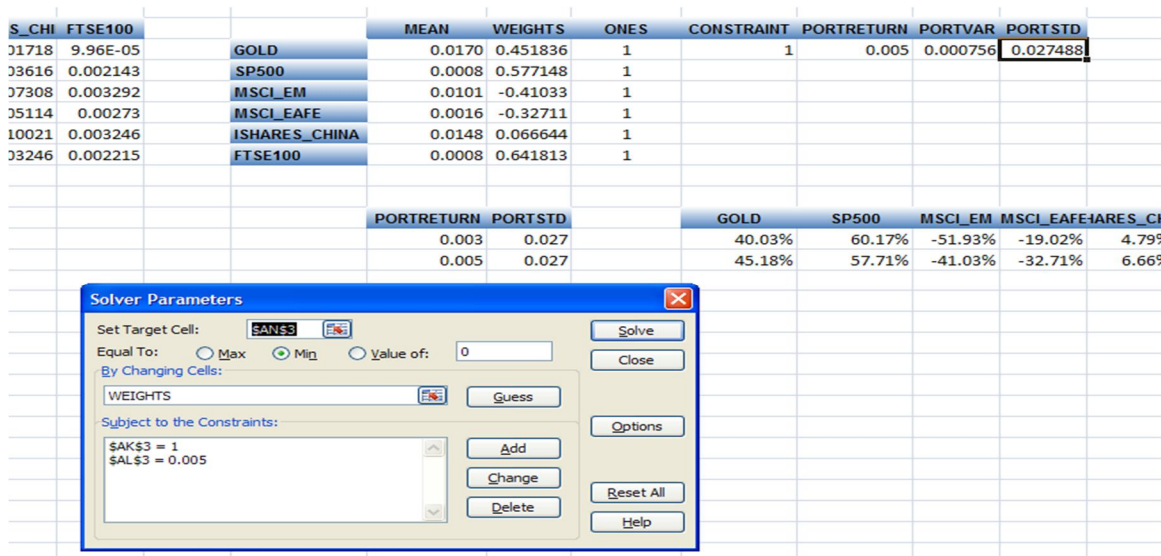 S_CHI FTSE100 MEAN WEIGHTS ONES CONSTRAINT PORTRETURN PORTVAR PORTSTD
01718 9.96E-05 GOLD 0.0170 0.451836 1 1 0.005 0.000756 0.027488
03616 0.002143 SP500 0.0008 0.577148 1
07308 0.003292 MSCI_EM 0.0101 -0.41033 1
05114 0.00273 MSCI_EAFE 0.0016 -0.32711 1
10021 0.003246 ISHARES_CHINA 0.0148 0.066644 1
03246 0.002215 FTSE100 0.0008 0.641813 1
PORTRETURN PORTSTD GOLD SP500 MSCI_EM MSCI_EAFE HARES_CH
0.003 0.027 40.03% 60.17% -51.93% -19.02% 4.79%
0.005 0.027 45.18% 57.71% -41.03% -32.71% 6.66%
Solver Parameters
Set Target Cell: $AN$3 Solve
Equal To: Max Min Value of: 0 Close
By Changing Cells:
WEIGHTS Guess
Subject to the Constraints: Options
$AK$3 = 1 Add
$AL$3 = 0.005
Change
Reset All
Delete
Help